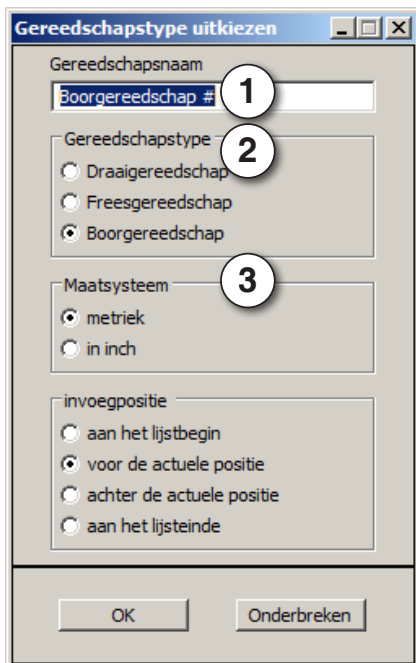 Gereedschapstype uitkiezen
Gereedschapsnaam
Boorgereedschap #
1
Gereedschapstype
2
Draaigereedschap
Freesgereedschap
Boorgereedschap
Maatsysteem
3
metriek
in inch
invoegpositie
aan het lijstbegin
voor de actuele positie
achter de actuele positie
aan het lijsteinde
OK Onderbreken